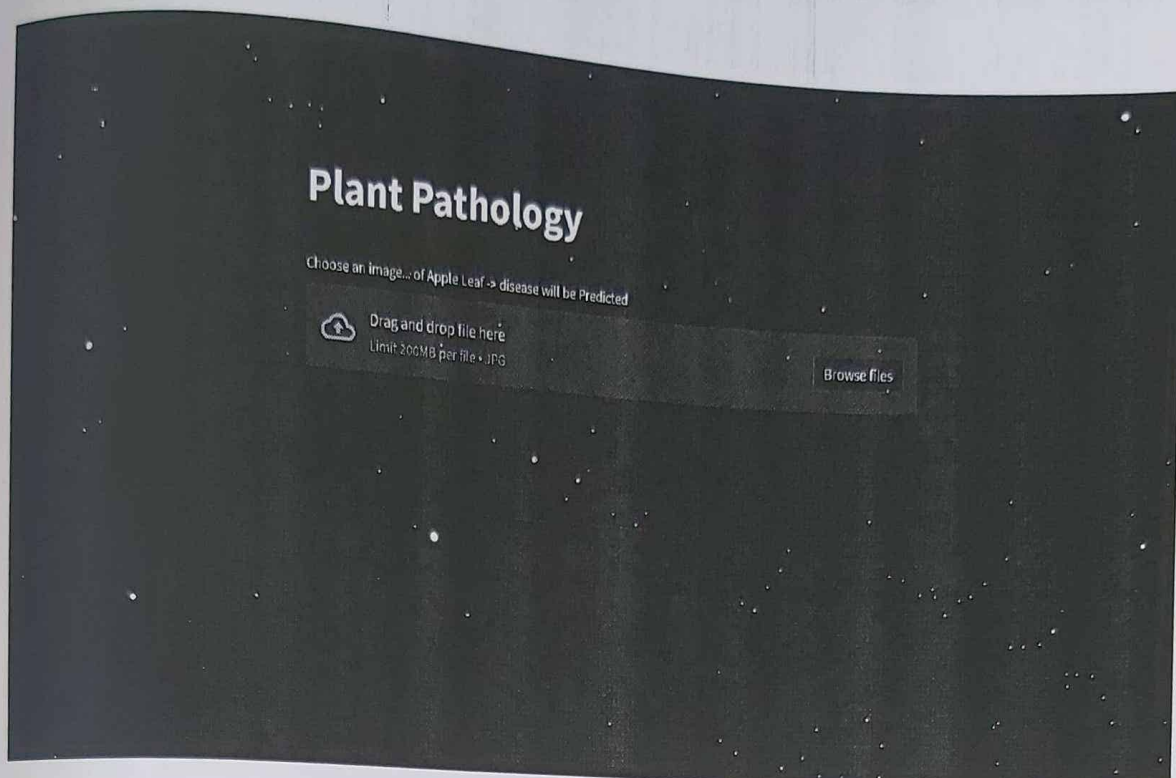 Plant Pathology
Choose an image... of Apple Leaf -> disease will be Predicted
Drag and drop file here
Limit 200MB per file • JPG
Browse files